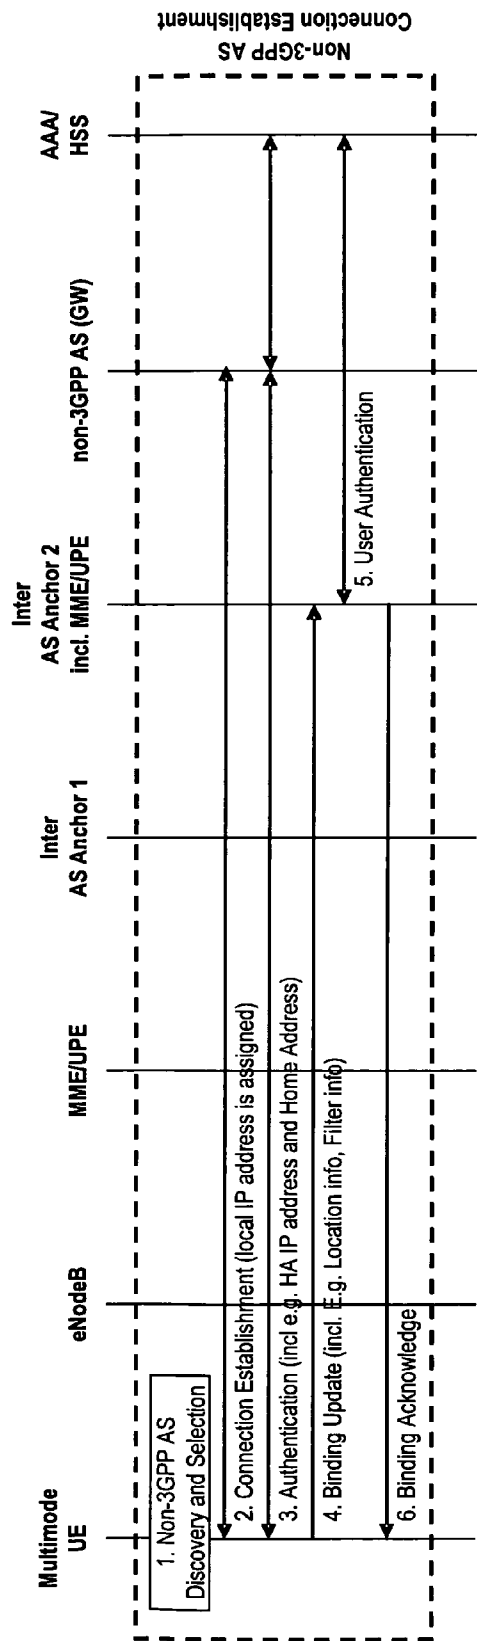 Multimode
UE
eNodeB
MME/UPE
Inter
AS Anchor 1
Inter
AS Anchor 2
incl. MME/UPE
non-3GPP AS (GW)
AAA/
HSS
1. Non-3GPP AS
Discovery and Selection
2. Connection Establishment (local IP address is assigned)
3. Authentication (incl e.g. HA IP address and Home Address)
4. Binding Update (incl. E.g. Location info, Filter info)
5. User Authentication
6. Binding Acknowledge
Non-3GPP AS
Connection Establishment